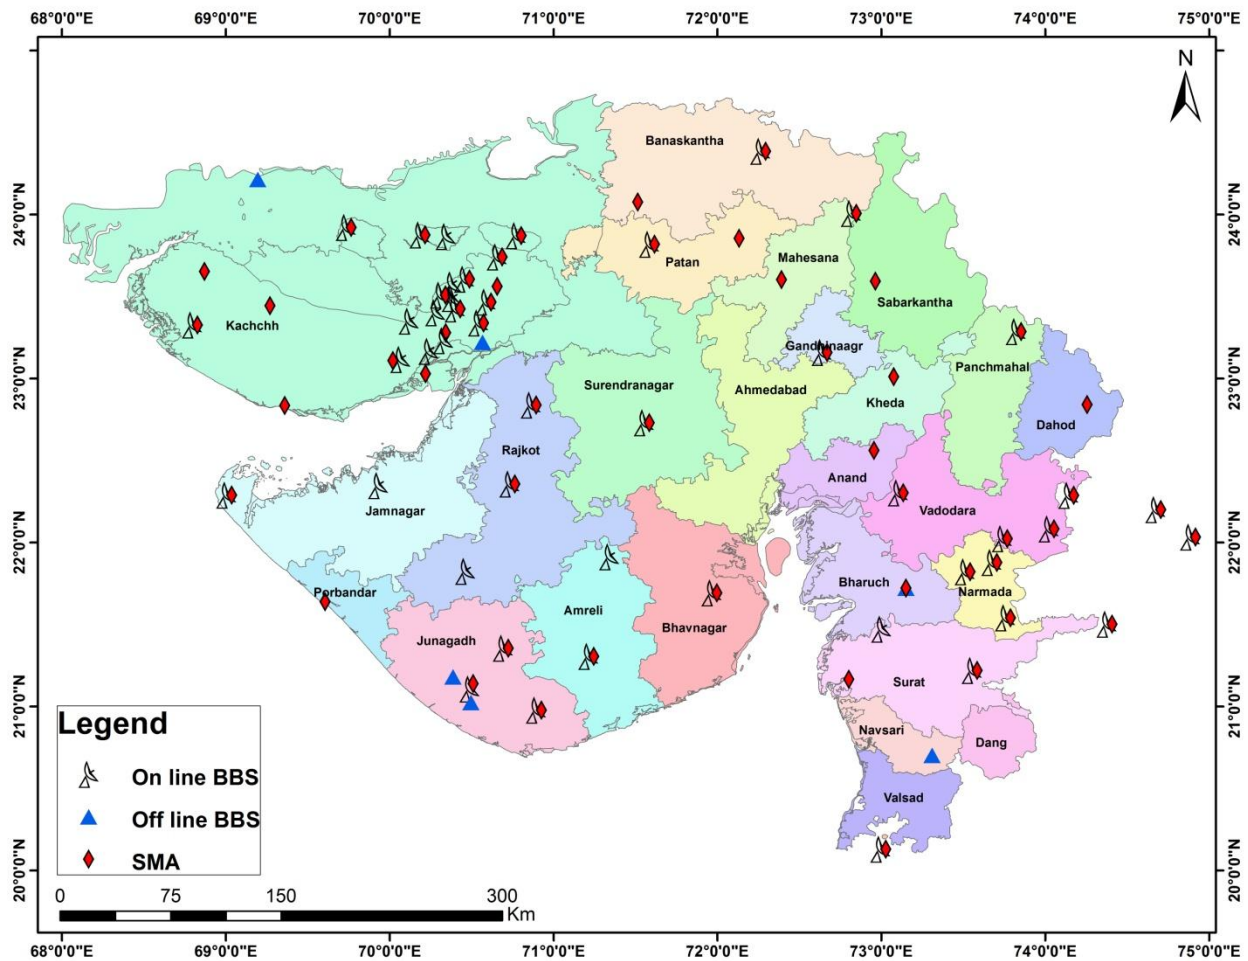 68°0'0"E 69°0'0"E 70°0'0"E 71°0'0"E 72°0'0"E 73°0'0"E 74°0'0"E 75°0'0"E
N
Banaskantha
24°0'0"N 24°0'0"N
Patan
Mahesana
Sabarkantha
Kachchh
Gandhinaagr
Panchmahal
23°0'0"N 23°0'0"N
Surendranagar
Ahmedabad
Kheda
Dahod
Rajkot
Anand
Jamnagar
Vadodara
22°0'0"N 22°0'0"N
Porbandar
Amreli
Bharuch
Narmada
Bhavnagar
Junagadh
Surat
21°0'0"N 21°0'0"N
Navsari
Dang
Valsad
Legend
On line BBS
Off line BBS
SMA
20°0'0"N 20°0'0"N
0 75 150 300
Km
68°0'0"E 69°0'0"E 70°0'0"E 71°0'0"E 72°0'0"E 73°0'0"E 74°0'0"E 75°0'0"E